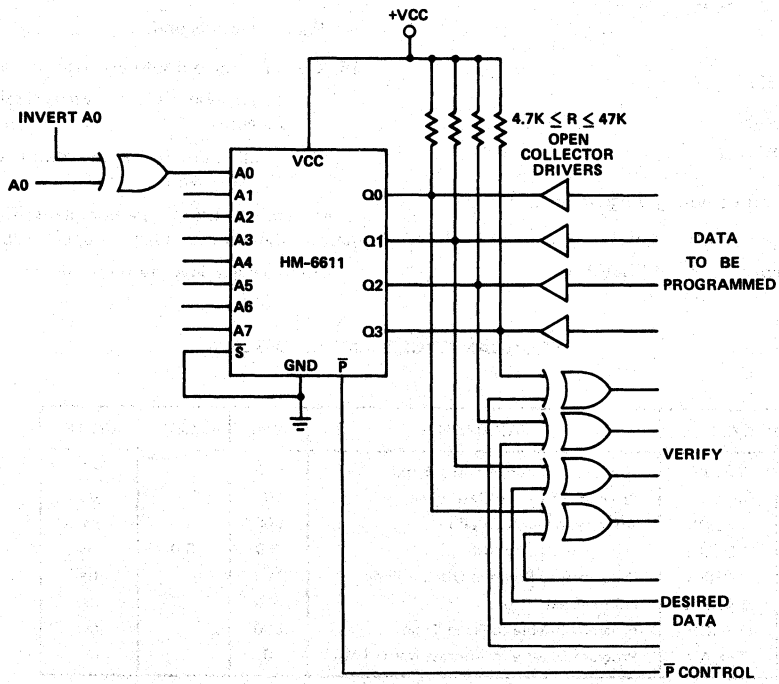 +VCC
INVERT A0
A0
4.7K ≤ R ≤ 47K
OPEN
COLLECTOR
DRIVERS
VCC
A0
A1
A2
A3
A4
A5
A6
A7
S̅
HM-6611
Q0
Q1
Q2
Q3
GND
P̅
DATA
TO BE
PROGRAMMED
VERIFY
DESIRED
DATA
P̅ CONTROL